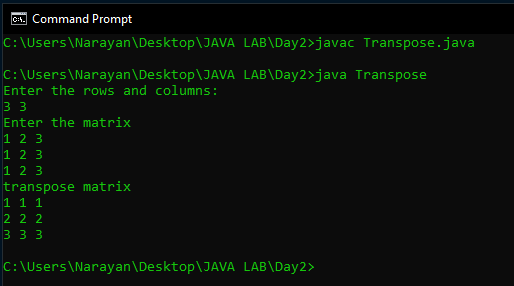 Command Prompt
C:\Users\Narayan\Desktop\JAVA LAB\Day2>javac Transpose.java
C:\Users\Narayan\Desktop\JAVA LAB\Day2>java Transpose
Enter the rows and columns:
3 3
Enter the matrix
1 2 3
1 2 3
1 2 3
transpose matrix
1 1 1
2 2 2
3 3 3
C:\Users\Narayan\Desktop\JAVA LAB\Day2>